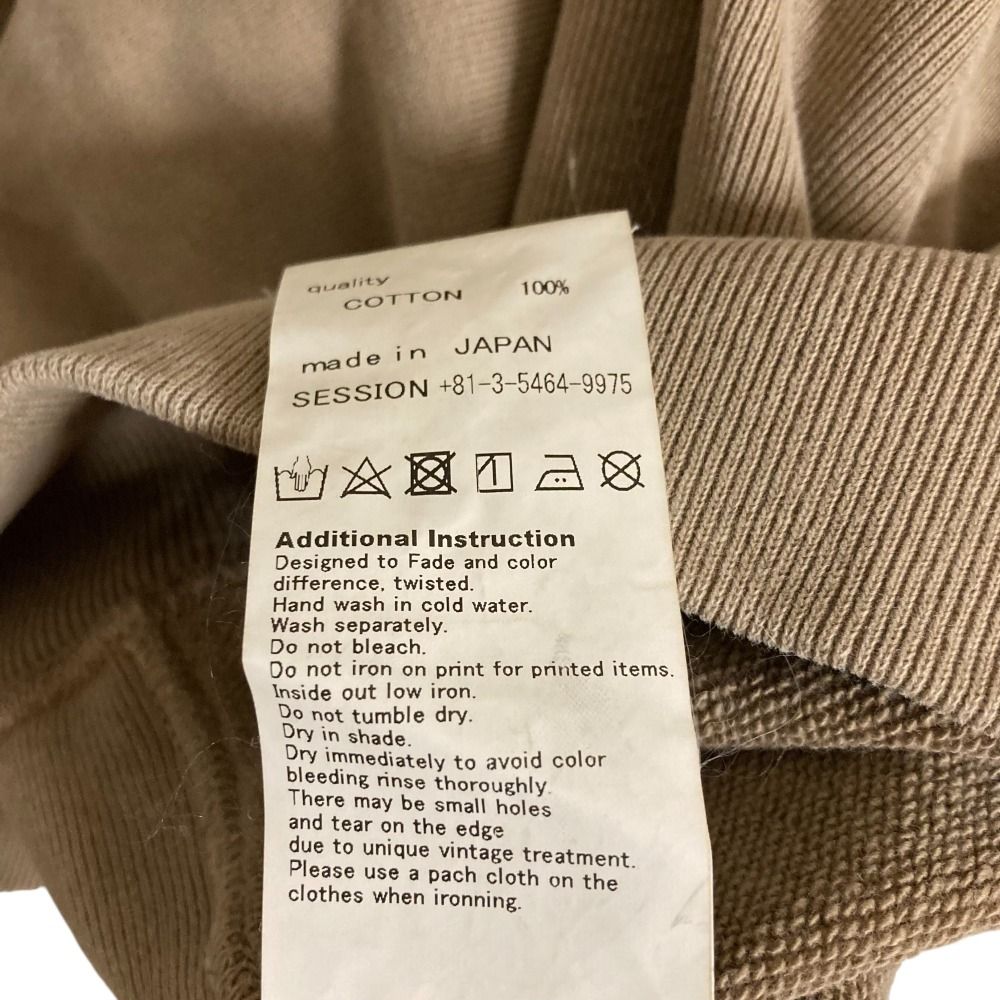 quality
COTTON 100%
made in JAPAN
SESSION +81-3-5464-9975
Additional Instruction
Designed to Fade and color
difference, twisted.
Hand wash in cold water.
Wash separately.
Do not bleach.
Do not iron on print for printed items.
Inside out low iron.
Do not tumble dry.
Dry in shade.
Dry immediately to avoid color
bleeding rinse thoroughly.
There may be small holes
and tear on the edge
due to unique vintage treatment.
Please use a pach cloth on the
clothes when ironning.